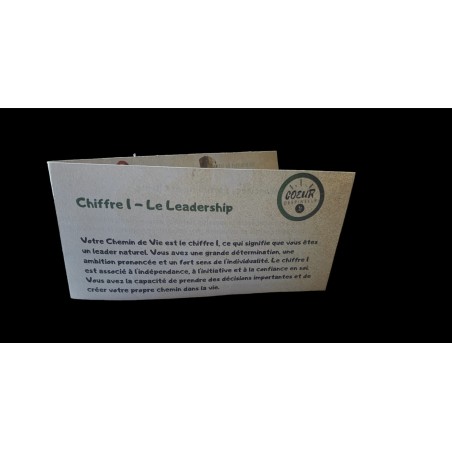 COEUR
Chiffre 1 - Le Leadership
Votre Chemin de Vie est le chiffre 1, ce qui signifie que vous êtes
un leader naturel. Vous avez une grande détermination, une
ambition prononcée et un fort sens de l'individualité. Le chiffre 1
est associé à l'indépendance, à l'initiative et à la confiance en soi.
Vous avez la capacité de prendre des décisions importantes et de
créer votre propre chemin dans la vie.